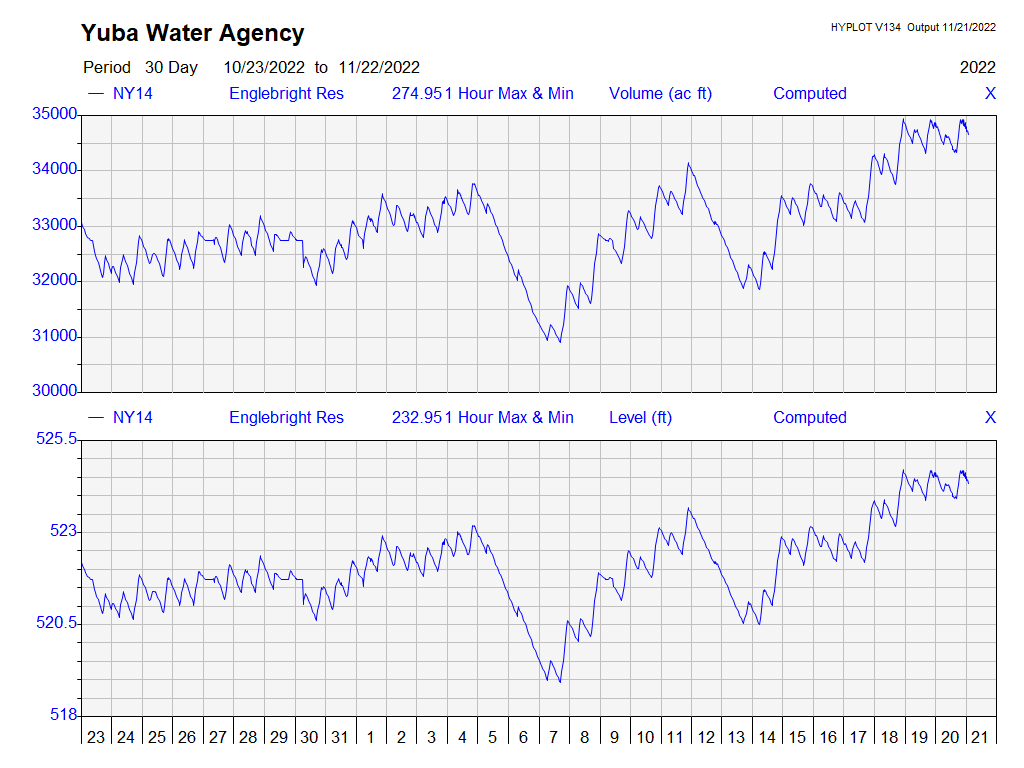 Yuba Water Agency
HYPLOT V134 Output 11/21/2022
Period 30 Day 10/23/2022 to 11/22/2022 2022
— NY14 Englebright Res 274.951 Hour Max & Min Volume (ac ft) Computed X
35000
34000
33000
32000
31000
30000
— NY14 Englebright Res 232.951 Hour Max & Min Level (ft) Computed X
525.5
523
520.5
518
23 24 25 26 27 28 29 30 31 1 2 3 4 5 6 7 8 9 10 11 12 13 14 15 16 17 18 19 20 21